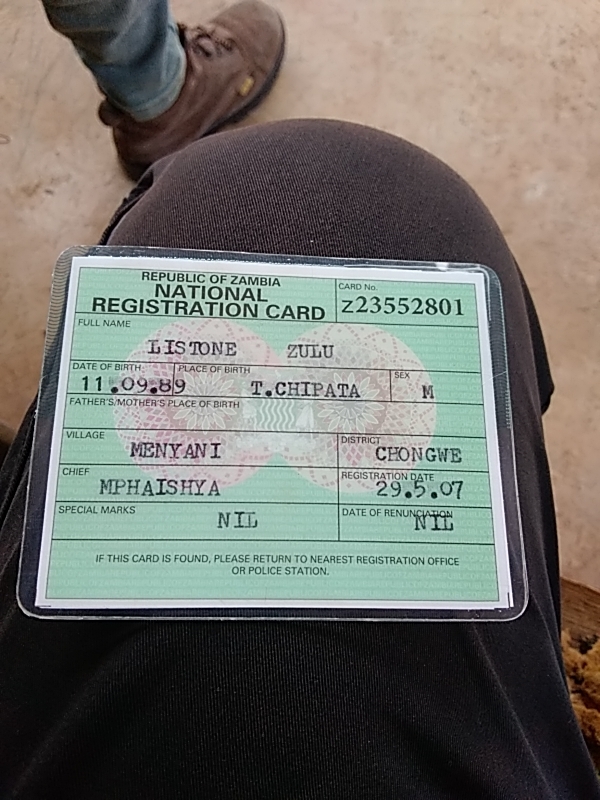 REPUBLIC OF ZAMBIA
NATIONAL
REGISTRATION CARD
CARD No.
Z23552801
FULL NAME
LISTONE ZULU
DATE OF BIRTH PLACE OF BIRTH SEX
11.09.89 T.CHIPATA M
FATHER'S/MOTHER'S PLACE OF BIRTH
VILLAGE DISTRICT
MENYANI CHONGWE
CHIEF REGISTRATION DATE
MPHAISHYA 29.5.07
SPECIAL MARKS DATE OF RENUNCIATION
NIL NIL
IF THIS CARD IS FOUND, PLEASE RETURN TO NEAREST REGISTRATION OFFICE
OR POLICE STATION.